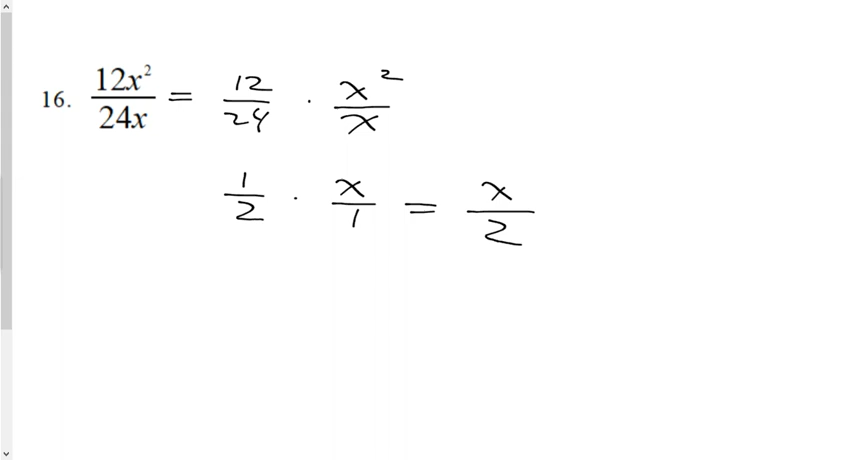 16. 12x²/24x = 12/24 · x²/x
1/2 · x/1 = x/2